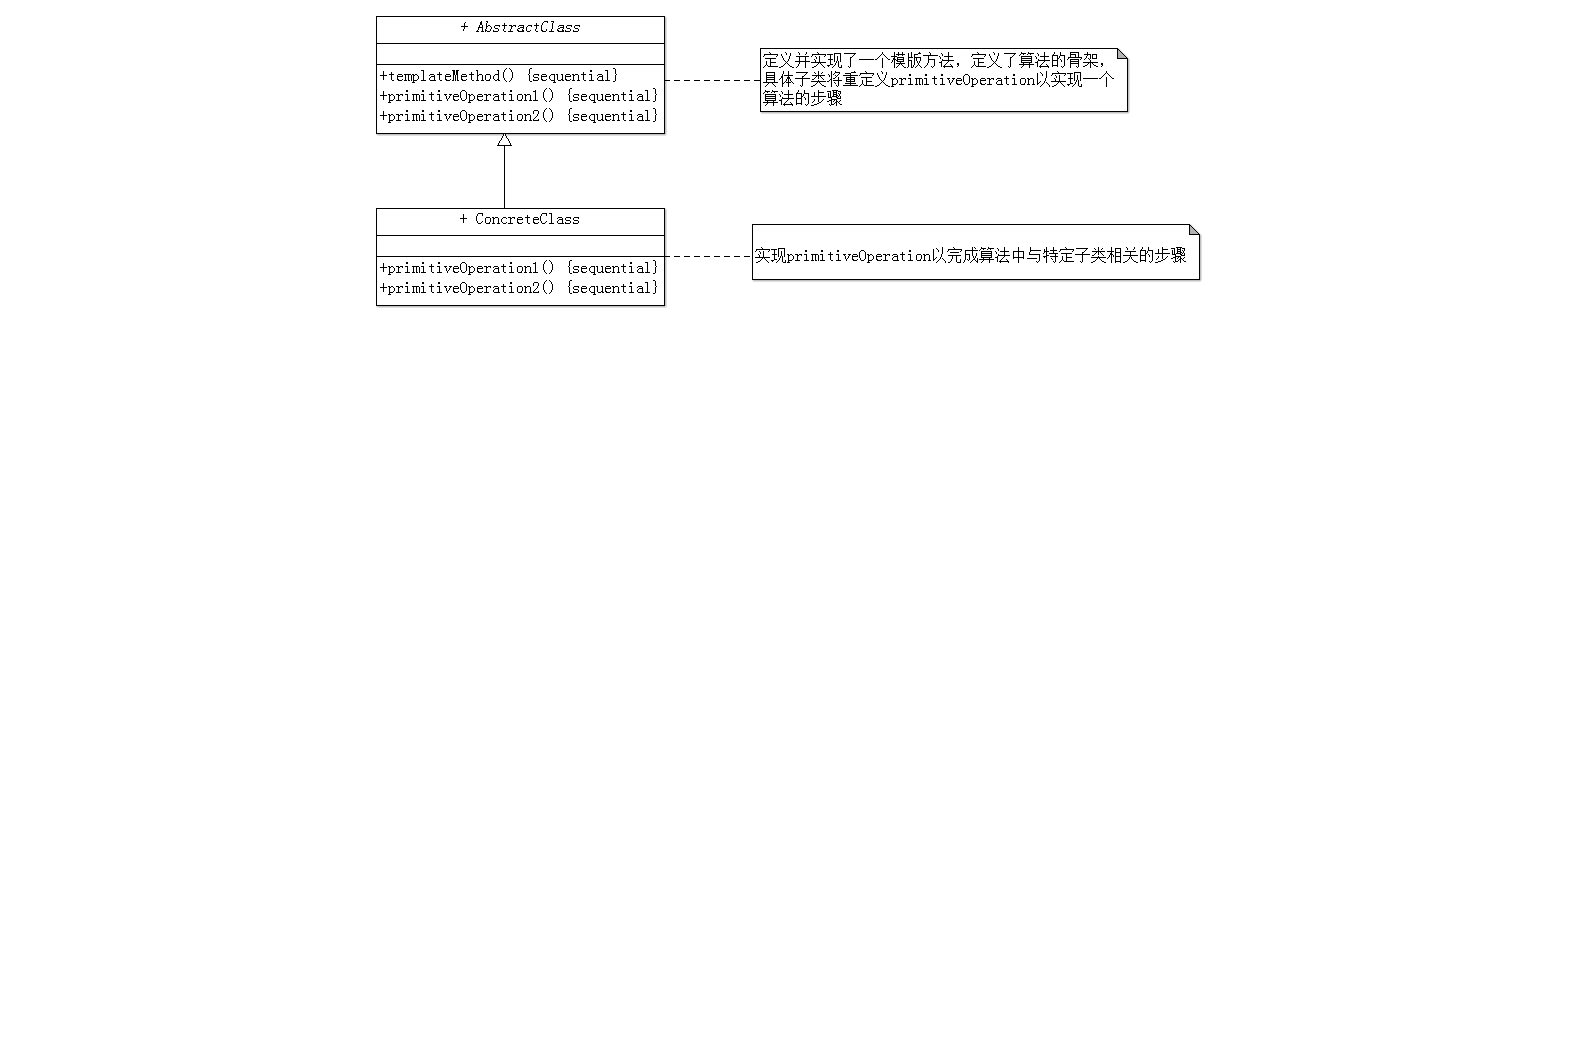 + AbstractClass
+templateMethod() {sequential}
+primitiveOperation1() {sequential}
+primitiveOperation2() {sequential}
定义并实现了一个模版方法，定义了算法的骨架，
具体子类将重定义primitiveOperation以实现一个
算法的步骤
+ ConcreteClass
+primitiveOperation1() {sequential}
+primitiveOperation2() {sequential}
实现primitiveOperation以完成算法中与特定子类相关的步骤